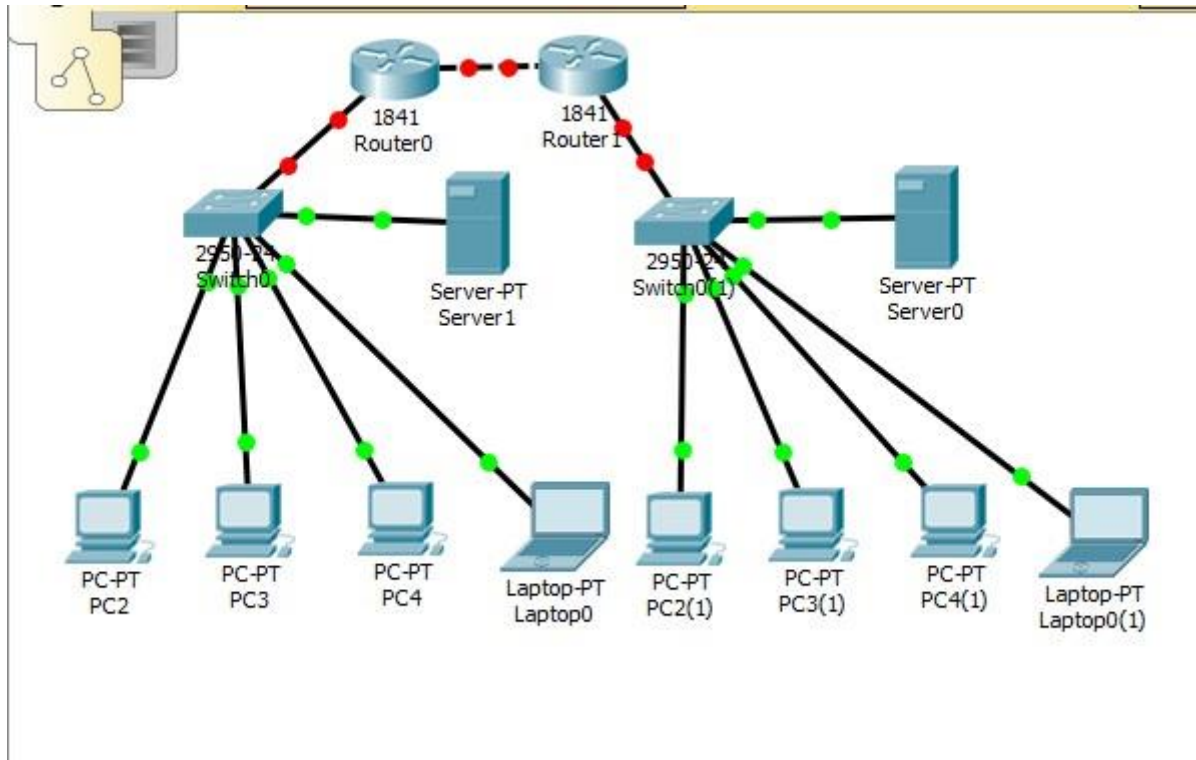 1841
Router0
1841
Router1
2950-24
Switch0
Server-PT
Server1
2950-24
Switch0(1)
Server-PT
Server0
PC-PT
PC2
PC-PT
PC3
PC-PT
PC4
Laptop-PT
Laptop0
PC-PT
PC2(1)
PC-PT
PC3(1)
PC-PT
PC4(1)
Laptop-PT
Laptop0(1)